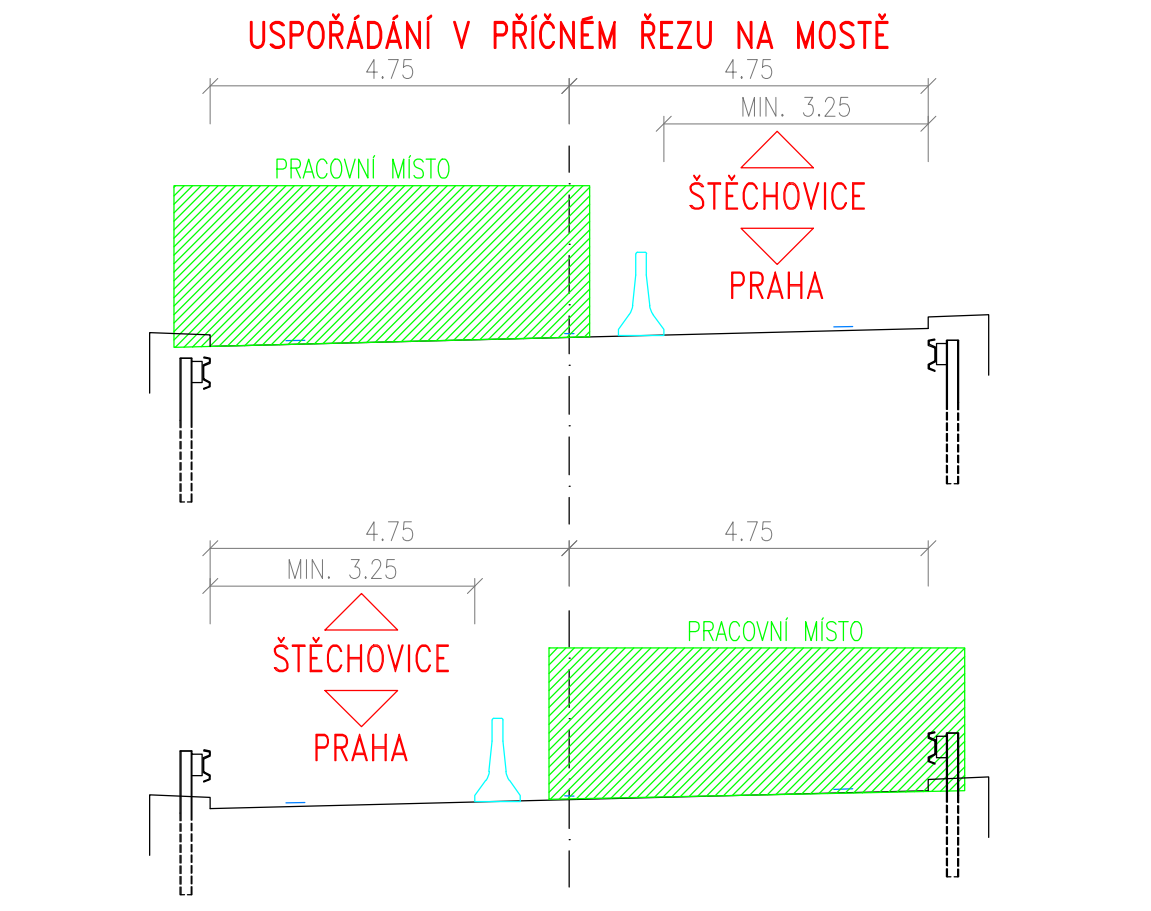 USPOŘÁDÁNÍ V PŘÍČNÉM ŘEZU NA MOSTĚ
4.75 4.75
MIN. 3.25
PRACOVNÍ MÍSTO
ŠTĚCHOVICE
PRAHA
4.75 4.75
MIN. 3.25
PRACOVNÍ MÍSTO
ŠTĚCHOVICE
PRAHA